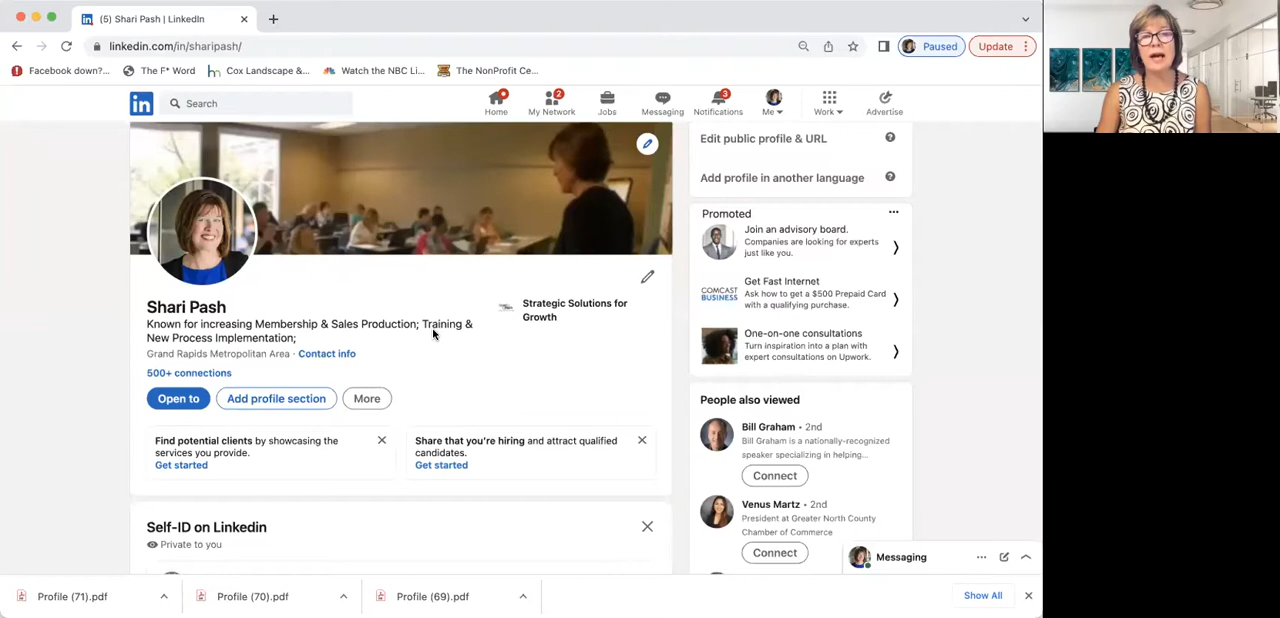 (5) Shari Pash | LinkedIn
linkedin.com/in/sharipash/
Paused
Update
Facebook down?...
The F* Word
Cox Landscape &...
Watch the NBC Li...
The NonProfit Ce...
in
Search
Home
2
My Network
Jobs
Messaging
3
Notifications
Me
Work
Advertise
Edit public profile & URL
Add profile in another language
Shari Pash
Known for increasing Membership & Sales Production; Training &
New Process Implementation;
Grand Rapids Metropolitan Area · Contact info
500+ connections
Strategic Solutions for
Growth
Open to
Add profile section
More
Find potential clients by showcasing the
services you provide.
Get started
Share that you're hiring and attract qualified
candidates.
Get started
Self-ID on Linkedin
Private to you
Promoted
Join an advisory board.
Companies are looking for experts
just like you.
COMCAST
BUSINESS
Get Fast Internet
Ask how to get a $500 Prepaid Card
with a qualifying purchase.
One-on-one consultations
Turn inspiration into a plan with
expert consultations on Upwork.
People also viewed
Bill Graham • 2nd
Bill Graham is a nationally-recognized
speaker specializing in helping...
Connect
Venus Martz • 2nd
President at Greater North County
Chamber of Commerce
Connect
Messaging
Profile (71).pdf
Profile (70).pdf
Profile (69).pdf
Show All